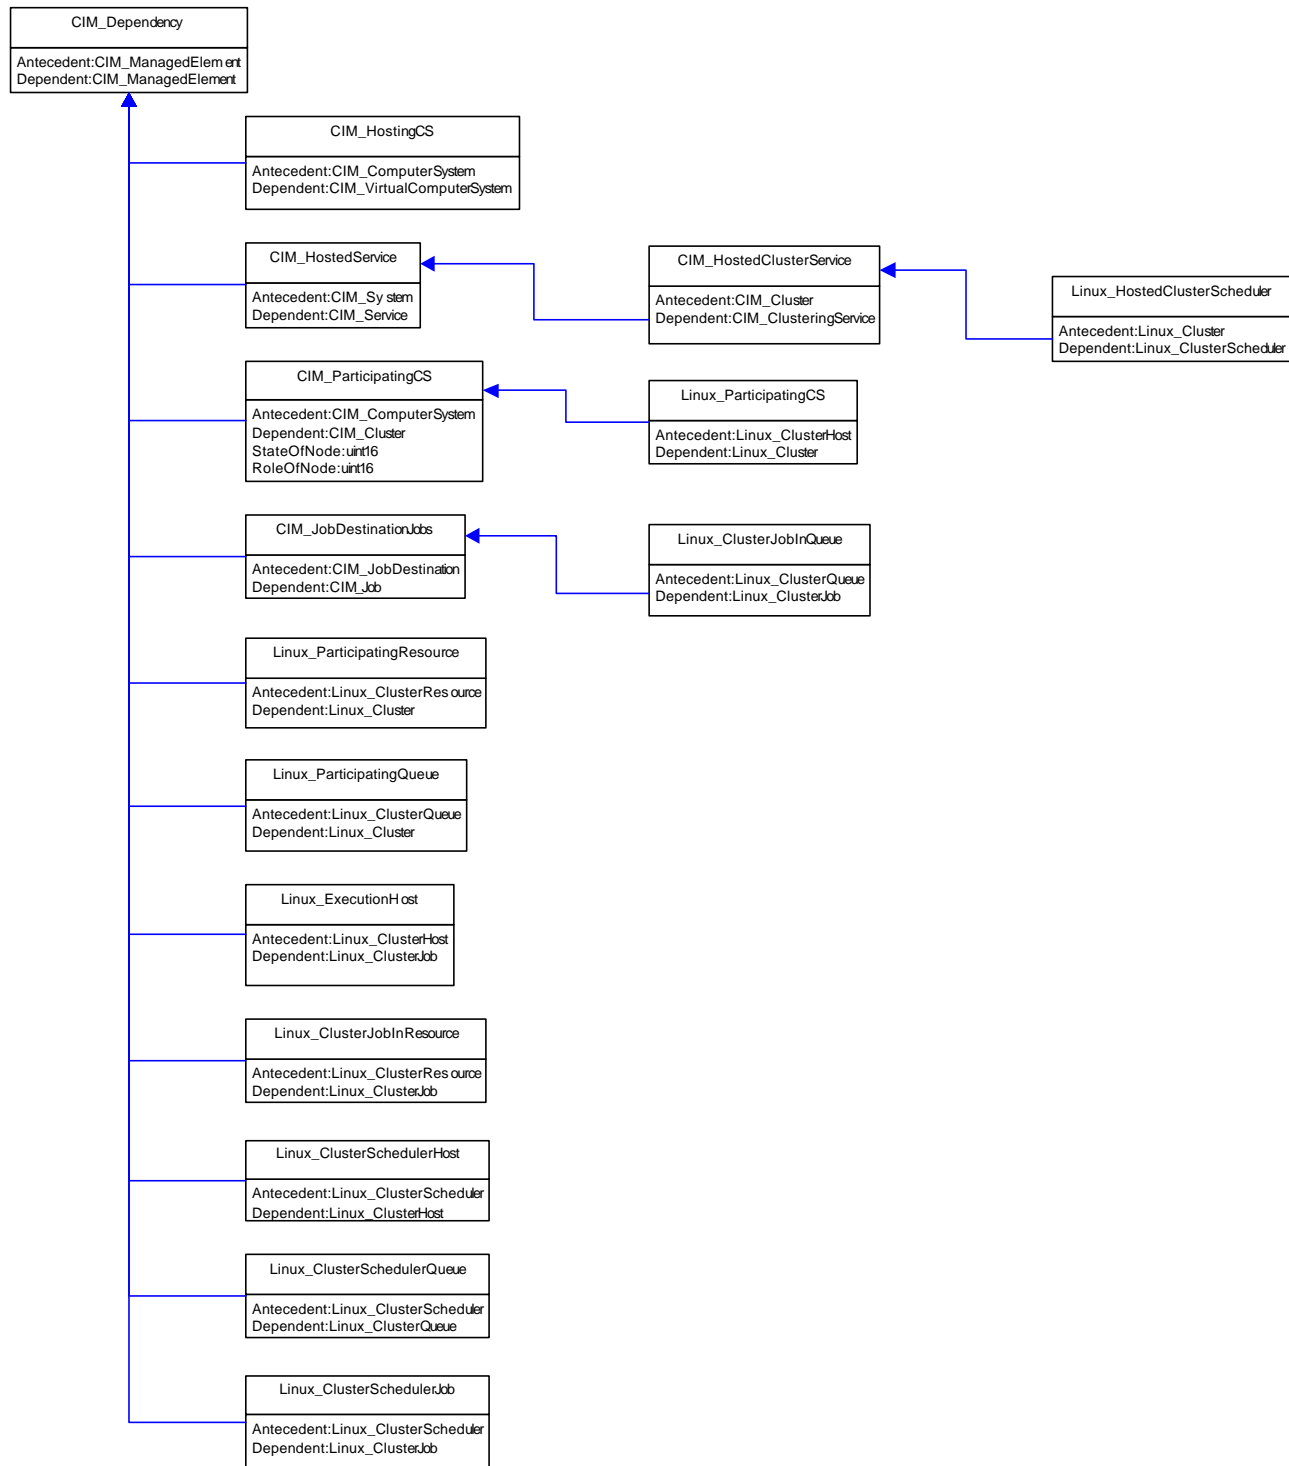 CIM_Dependency
Antecedent:CIM_ManagedElement
Dependent:CIM_ManagedElement
CIM_HostingCS
Antecedent:CIM_ComputerSystem
Dependent:CIM_VirtualComputerSystem
CIM_HostedService
Antecedent:CIM_System
Dependent:CIM_Service
CIM_HostedClusterService
Antecedent:CIM_Cluster
Dependent:CIM_ClusteringService
Linux_HostedClusterScheduler
Antecedent:Linux_Cluster
Dependent:Linux_ClusterScheduler
CIM_ParticipatingCS
Antecedent:CIM_ComputerSystem
Dependent:CIM_Cluster
StateOfNode:uint16
RoleOfNode:uint16
Linux_ParticipatingCS
Antecedent:Linux_ClusterHost
Dependent:Linux_Cluster
CIM_JobDestinationJobs
Antecedent:CIM_JobDestination
Dependent:CIM_Job
Linux_ClusterJobInQueue
Antecedent:Linux_ClusterQueue
Dependent:Linux_ClusterJob
Linux_ParticipatingResource
Antecedent:Linux_ClusterResource
Dependent:Linux_Cluster
Linux_ParticipatingQueue
Antecedent:Linux_ClusterQueue
Dependent:Linux_Cluster
Linux_ExecutionHost
Antecedent:Linux_ClusterHost
Dependent:Linux_ClusterJob
Linux_ClusterJobInResource
Antecedent:Linux_ClusterResource
Dependent:Linux_ClusterJob
Linux_ClusterSchedulerHost
Antecedent:Linux_ClusterScheduler
Dependent:Linux_ClusterHost
Linux_ClusterSchedulerQueue
Antecedent:Linux_ClusterScheduler
Dependent:Linux_ClusterQueue
Linux_ClusterSchedulerJob
Antecedent:Linux_ClusterScheduler
Dependent:Linux_ClusterJob